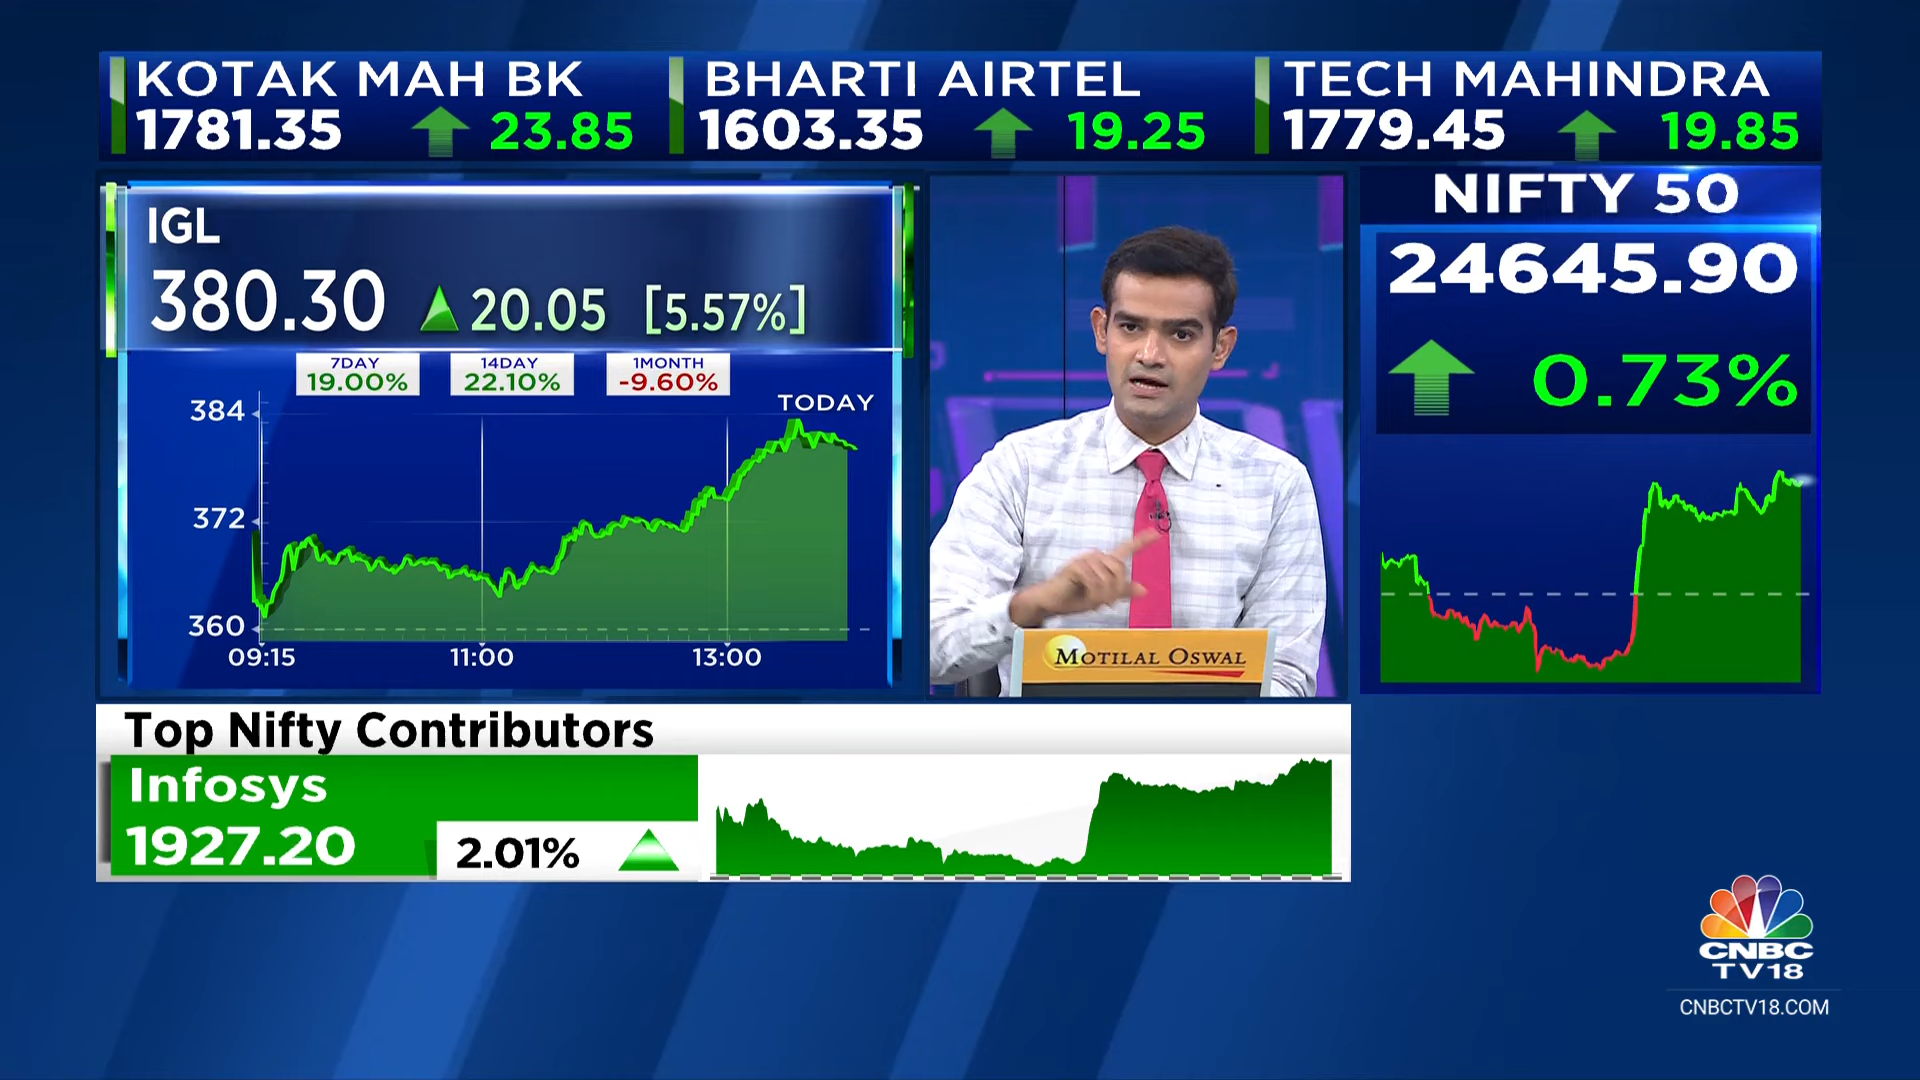 KOTAK MAH BK
1781.35 23.85
BHARTI AIRTEL
1603.35 19.25
TECH MAHINDRA
1779.45 19.85
IGL
380.30 20.05 [5.57%]
7DAY
19.00%
14DAY
22.10%
1MONTH
-9.60%
TODAY
384
372
360
09:15 11:00 13:00
MOTILAL OSWAL
NIFTY 50
24645.90
0.73%
Top Nifty Contributors
Infosys
1927.20 2.01%
CNBC
TV18
CNBCTV18.COM